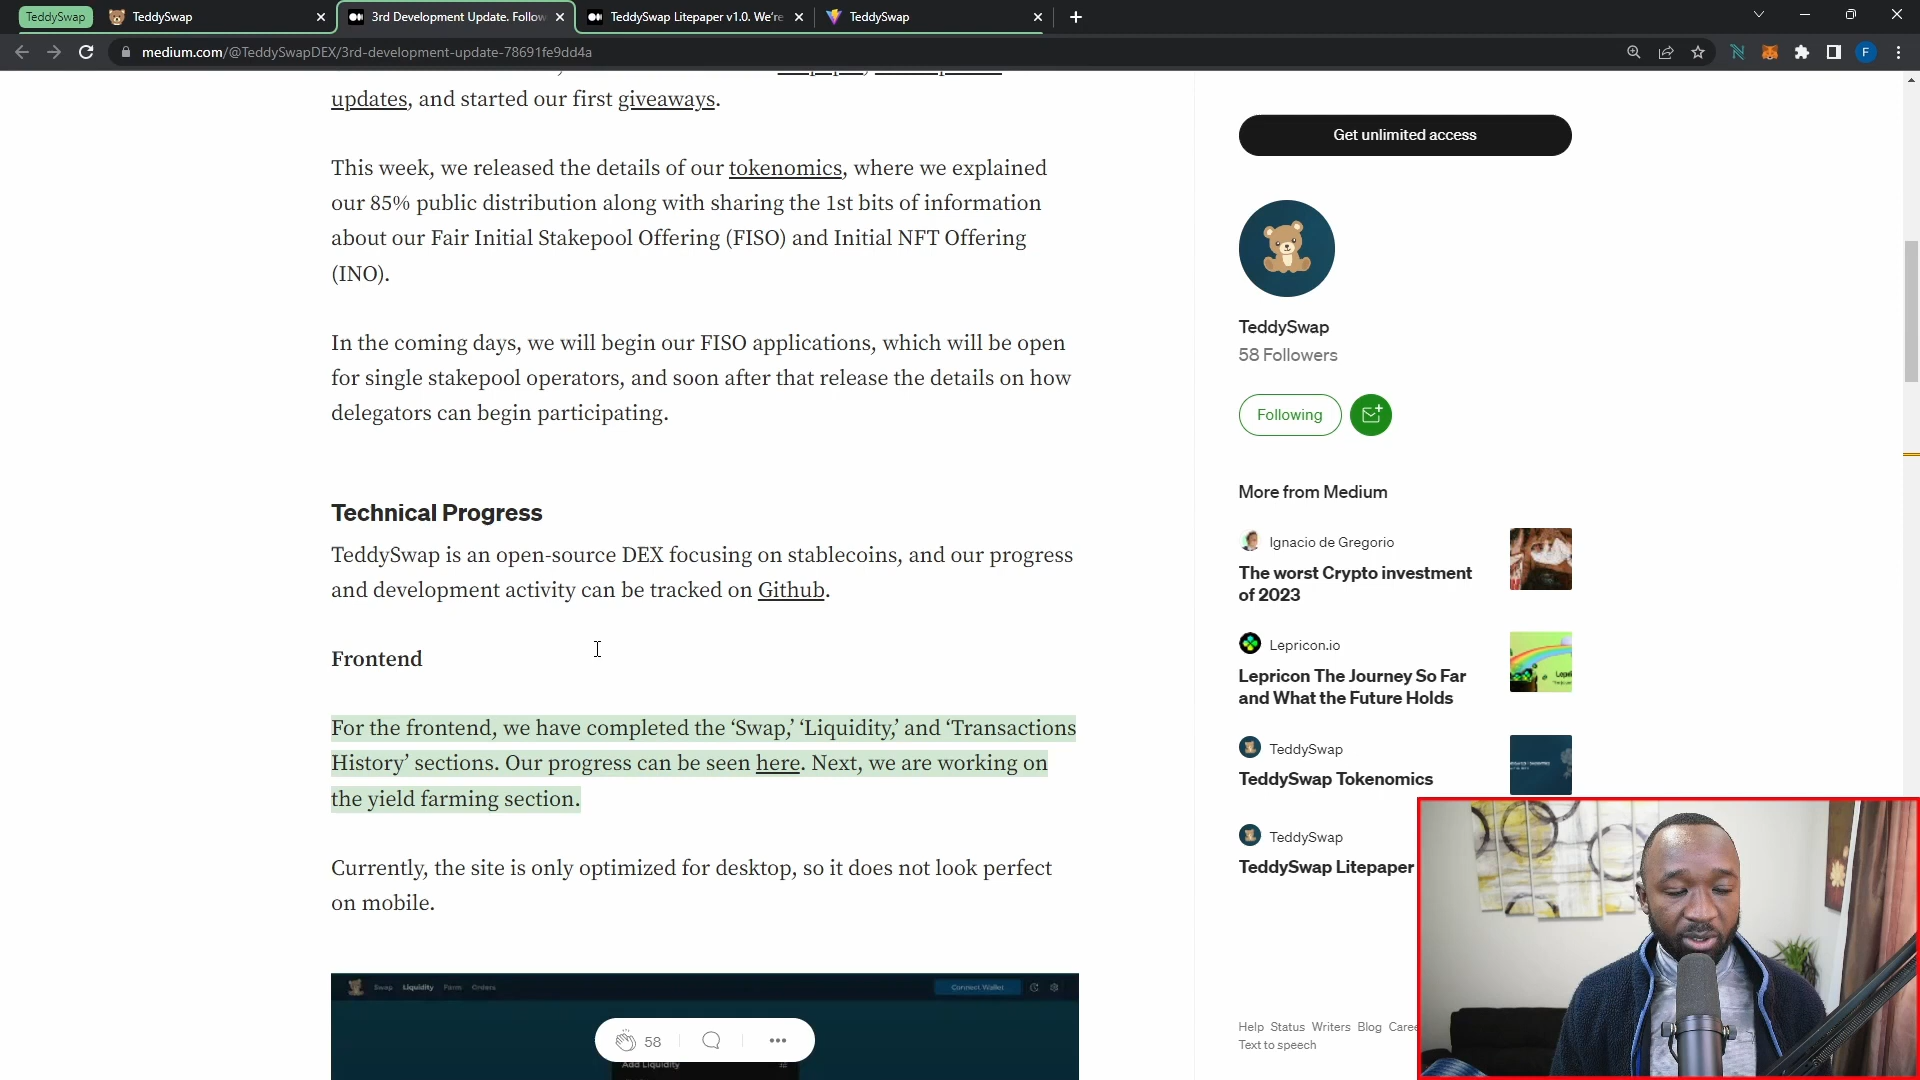 TeddySwap
TeddySwap
3rd Development Update. Follow
TeddySwap Litepaper v1.0. We're
TeddySwap
medium.com/@TeddySwapDEX/3rd-development-update-78691fe9dd4a
F
updates, and started our first giveaways.
This week, we released the details of our tokenomics, where we explained
our 85% public distribution along with sharing the 1st bits of information
about our Fair Initial Stakepool Offering (FISO) and Initial NFT Offering
(INO).
In the coming days, we will begin our FISO applications, which will be open
for single stakepool operators, and soon after that release the details on how
delegators can begin participating.
Technical Progress
TeddySwap is an open-source DEX focusing on stablecoins, and our progress
and development activity can be tracked on Github.
Frontend
For the frontend, we have completed the ‘Swap,’ ‘Liquidity,’ and ‘Transactions
History’ sections. Our progress can be seen here. Next, we are working on
the yield farming section.
Currently, the site is only optimized for desktop, so it does not look perfect
on mobile.
Swap Liquidity Farm Orders
Connect Wallet
58
Add Liquidity
Get unlimited access
TeddySwap
58 Followers
Following
More from Medium
Ignacio de Gregorio
The worst Crypto investment
of 2023
Lepricon.io
Lepricon The Journey So Far
and What the Future Holds
TeddySwap
TeddySwap Tokenomics
TeddySwap
TeddySwap Litepaper
Help Status Writers Blog
Text to speech